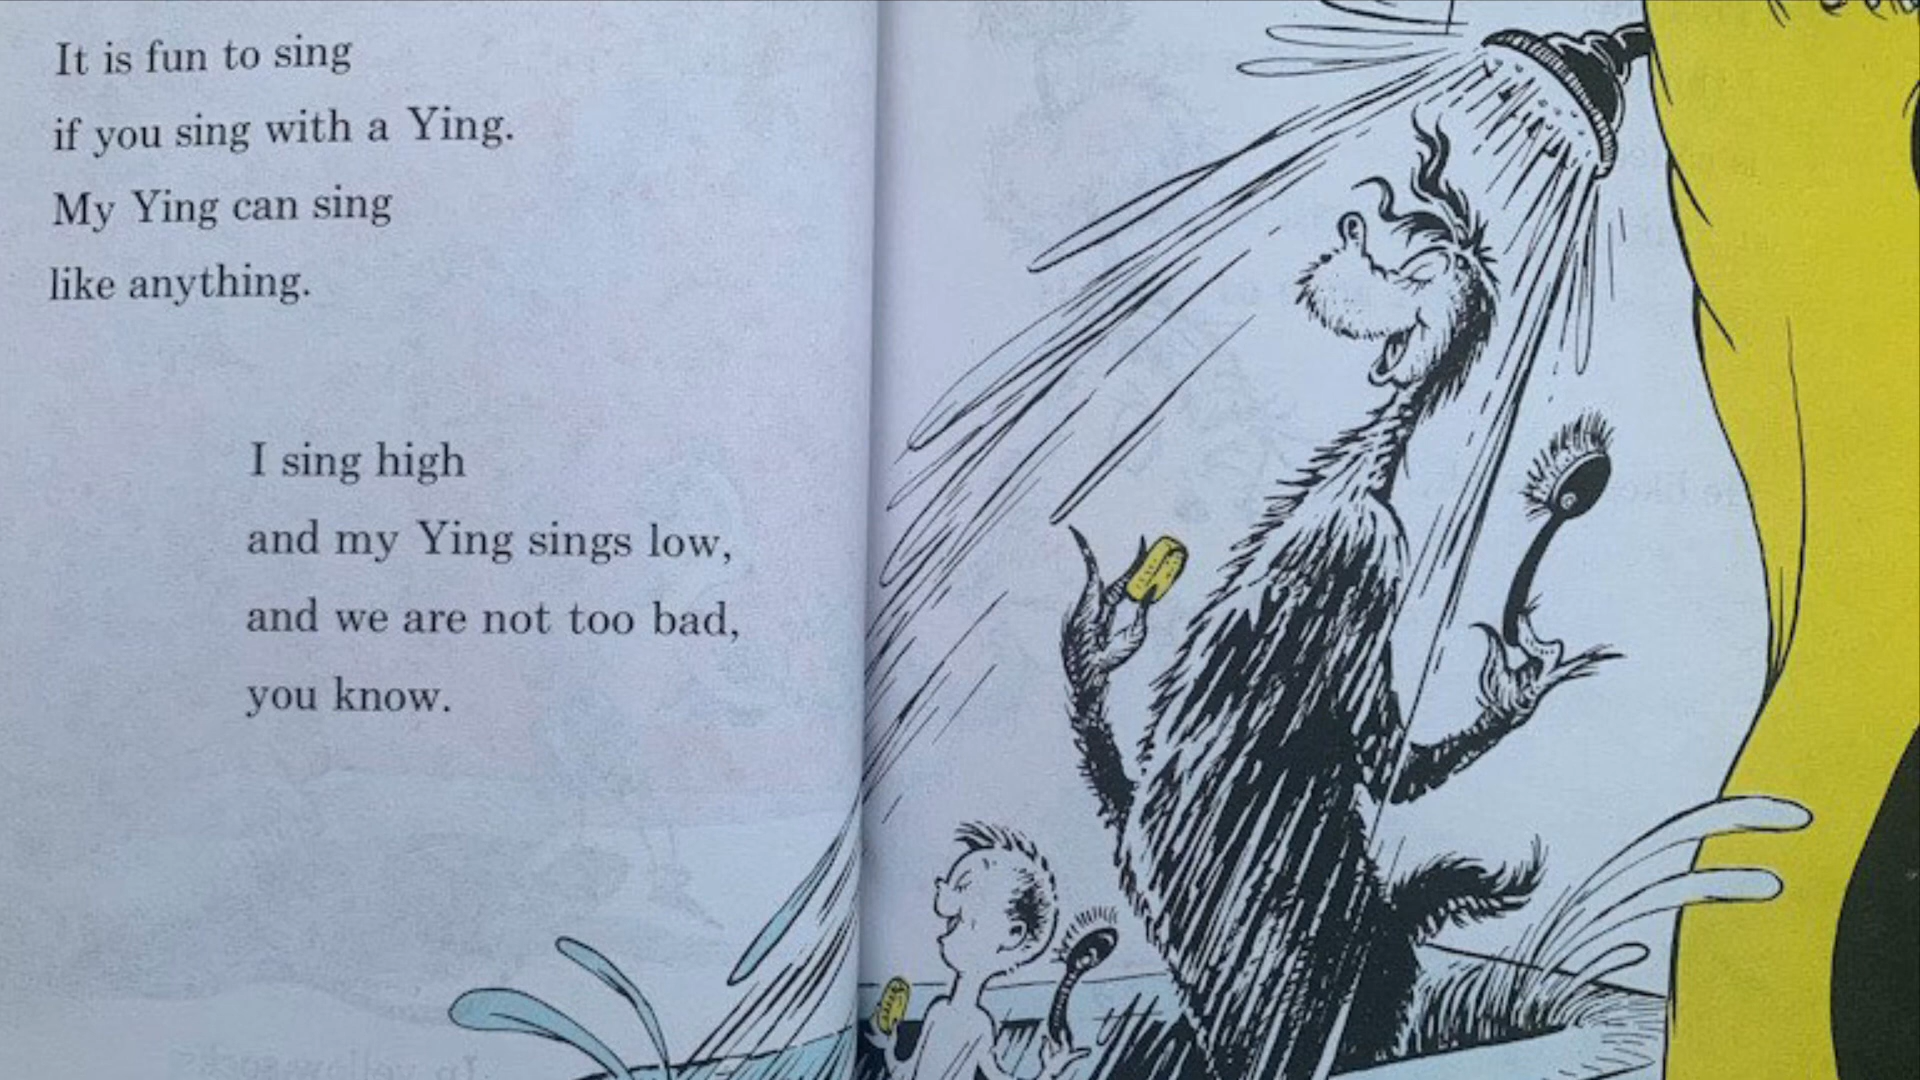 It is fun to sing
if you sing with a Ying.
My Ying can sing
like anything.
I sing high
and my Ying sings low,
and we are not too bad,
you know.